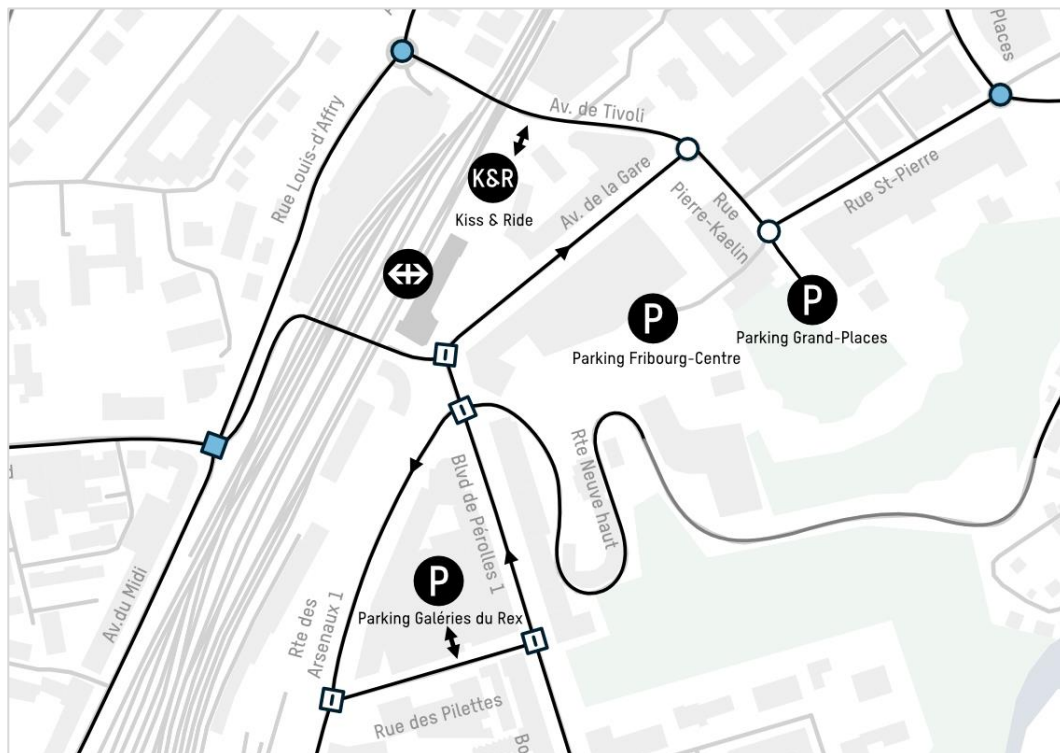 Places
Rue Louis-d'Affry
Av. de Tivoli
K&R
Kiss & Ride
Av. de la Gare
Rue
Pierre-Kaelin
Rue St-Pierre
P
Parking Grand-Places
P
Parking Fribourg-Centre
Rte Neuve haut
Blvd de Pérolles 1
P
Parking Galéries du Rex
Rte des
Arsenaux 1
Av.du Midi
Rue des Pilettes